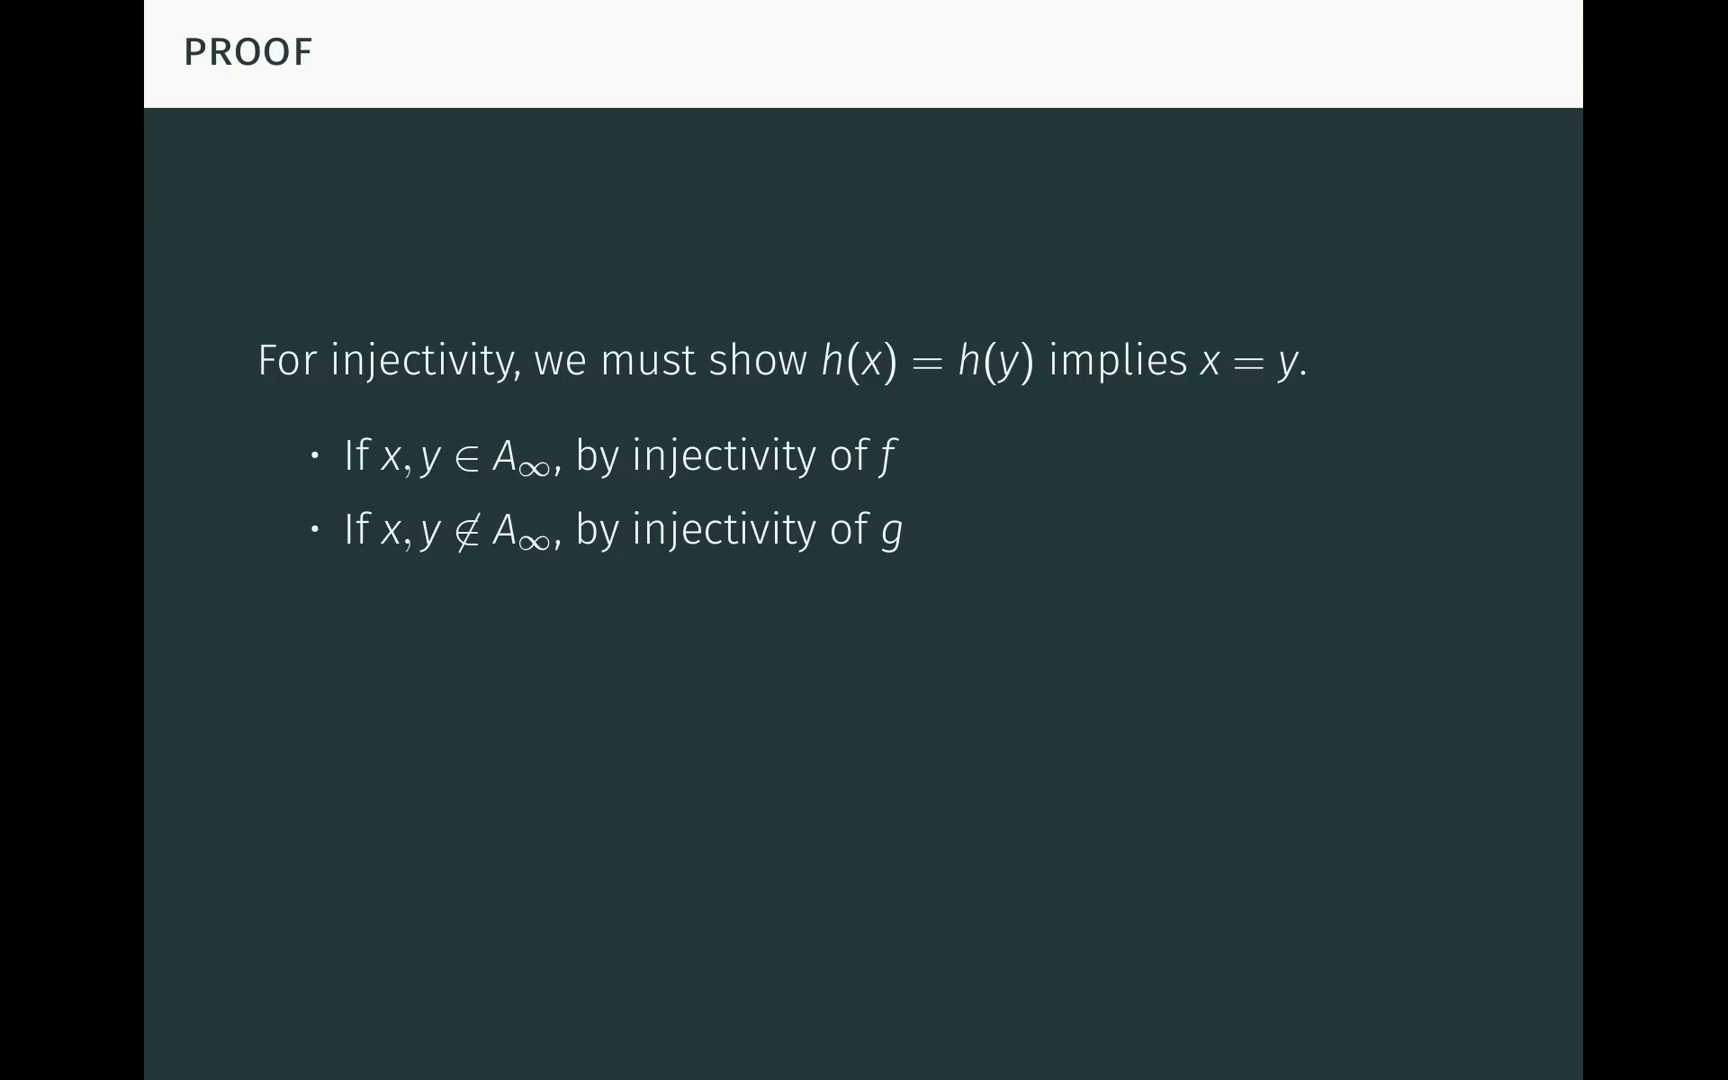 PROOF
For injectivity, we must show h(x) = h(y) implies x = y.
· If x, y ∈ A∞, by injectivity of f
· If x, y ∉ A∞, by injectivity of g